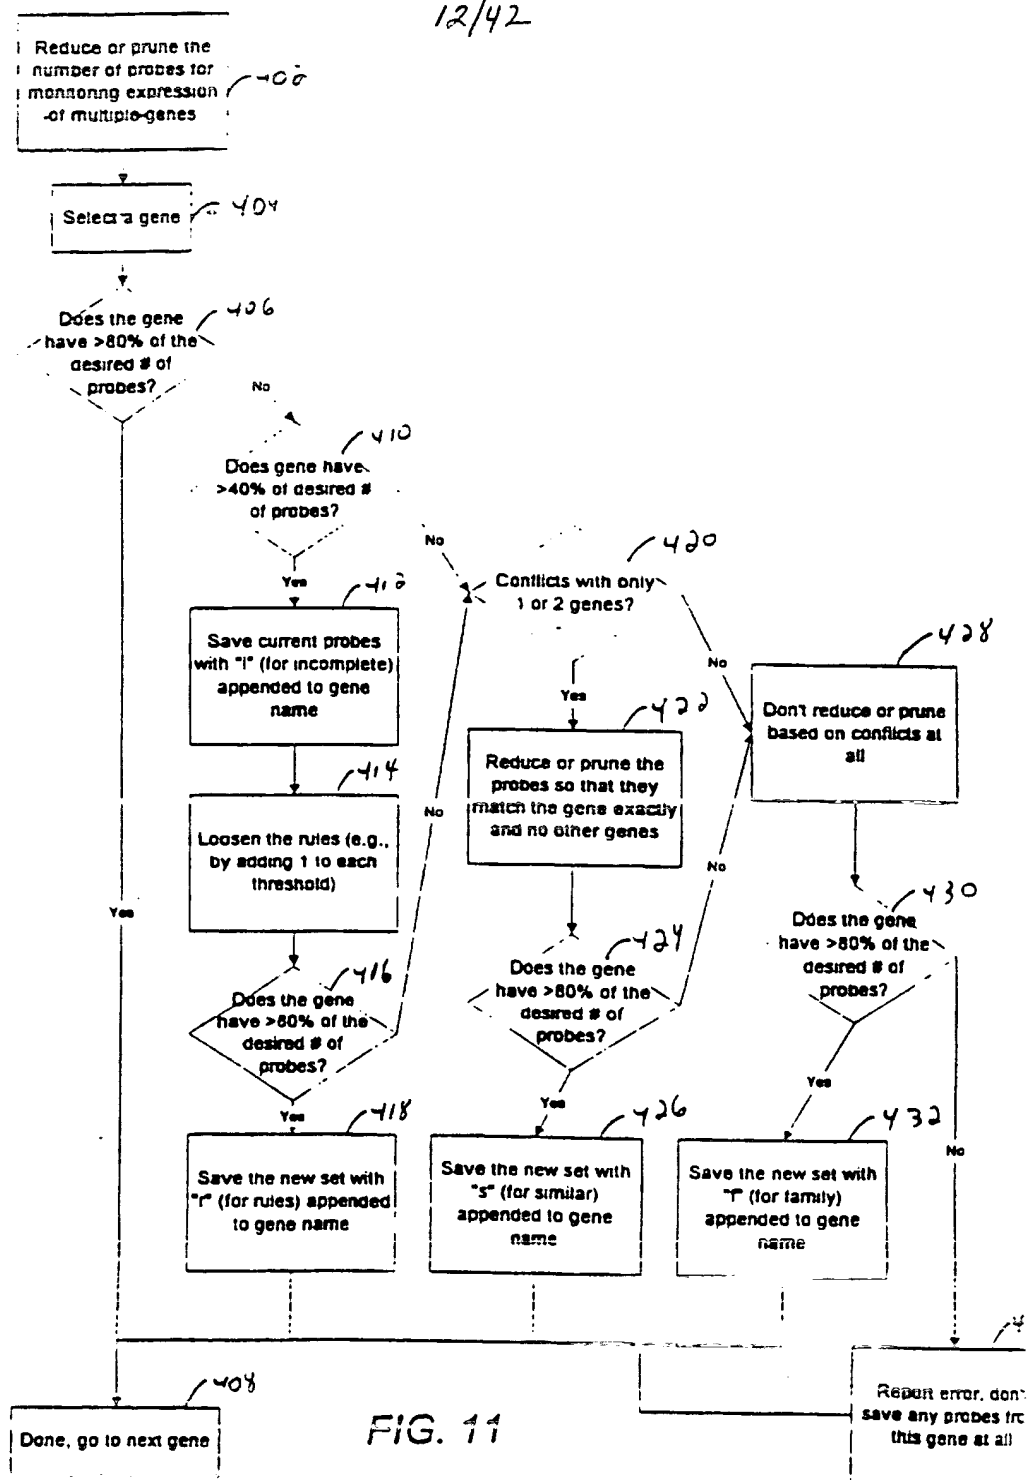 12/42
Reduce or prune the
number of probes for
monitoring expression
of multiple genes
Select a gene
404
Does the gene
have >80% of the
desired # of
probes?
406
No
Does gene have
>40% of desired #
of probes?
410
Yes
No
412
Save current probes
with "I" (for incomplete)
appended to gene
name
414
Loosen the rules (e.g.,
by adding 1 to each
threshold)
416
Does the gene
have >80% of the
desired # of
probes?
No
Yes
418
Save the new set with
"r" (for rules) appended
to gene name
420
Conflicts with only
1 or 2 genes?
No
Yes
422
Reduce or prune the
probes so that they
match the gene exactly
and no other genes
424
Does the gene
have >80% of the
desired # of
probes?
No
Yes
426
Save the new set with
"s" (for similar)
appended to gene
name
428
Don't reduce or prune
based on conflicts at
all
430
Does the gene
have >80% of the
desired # of
probes?
Yes
No
432
Save the new set with
"f" (for family)
appended to gene
name
Yes
408
Done, go to next gene
Report error, don't
save any probes
this gene at all
FIG. 11